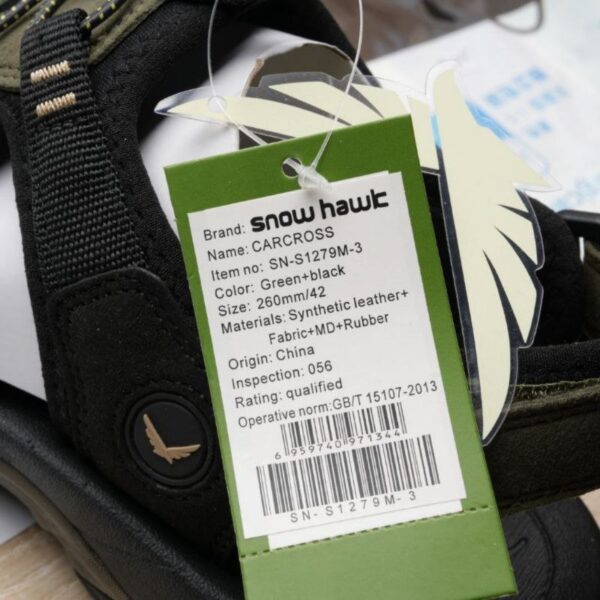 Brand: snow hawk
Name: CARCROSS
Item no: SN-S1279M-3
Color: Green+black
Size: 260mm/42
Materials: Synthetic leather+
Fabric+MD+Rubber
Origin: China
Inspection: 056
Rating: qualified
Operative norm:GB/T 15107-2013
6 959740 971344
SN-S1279M-3